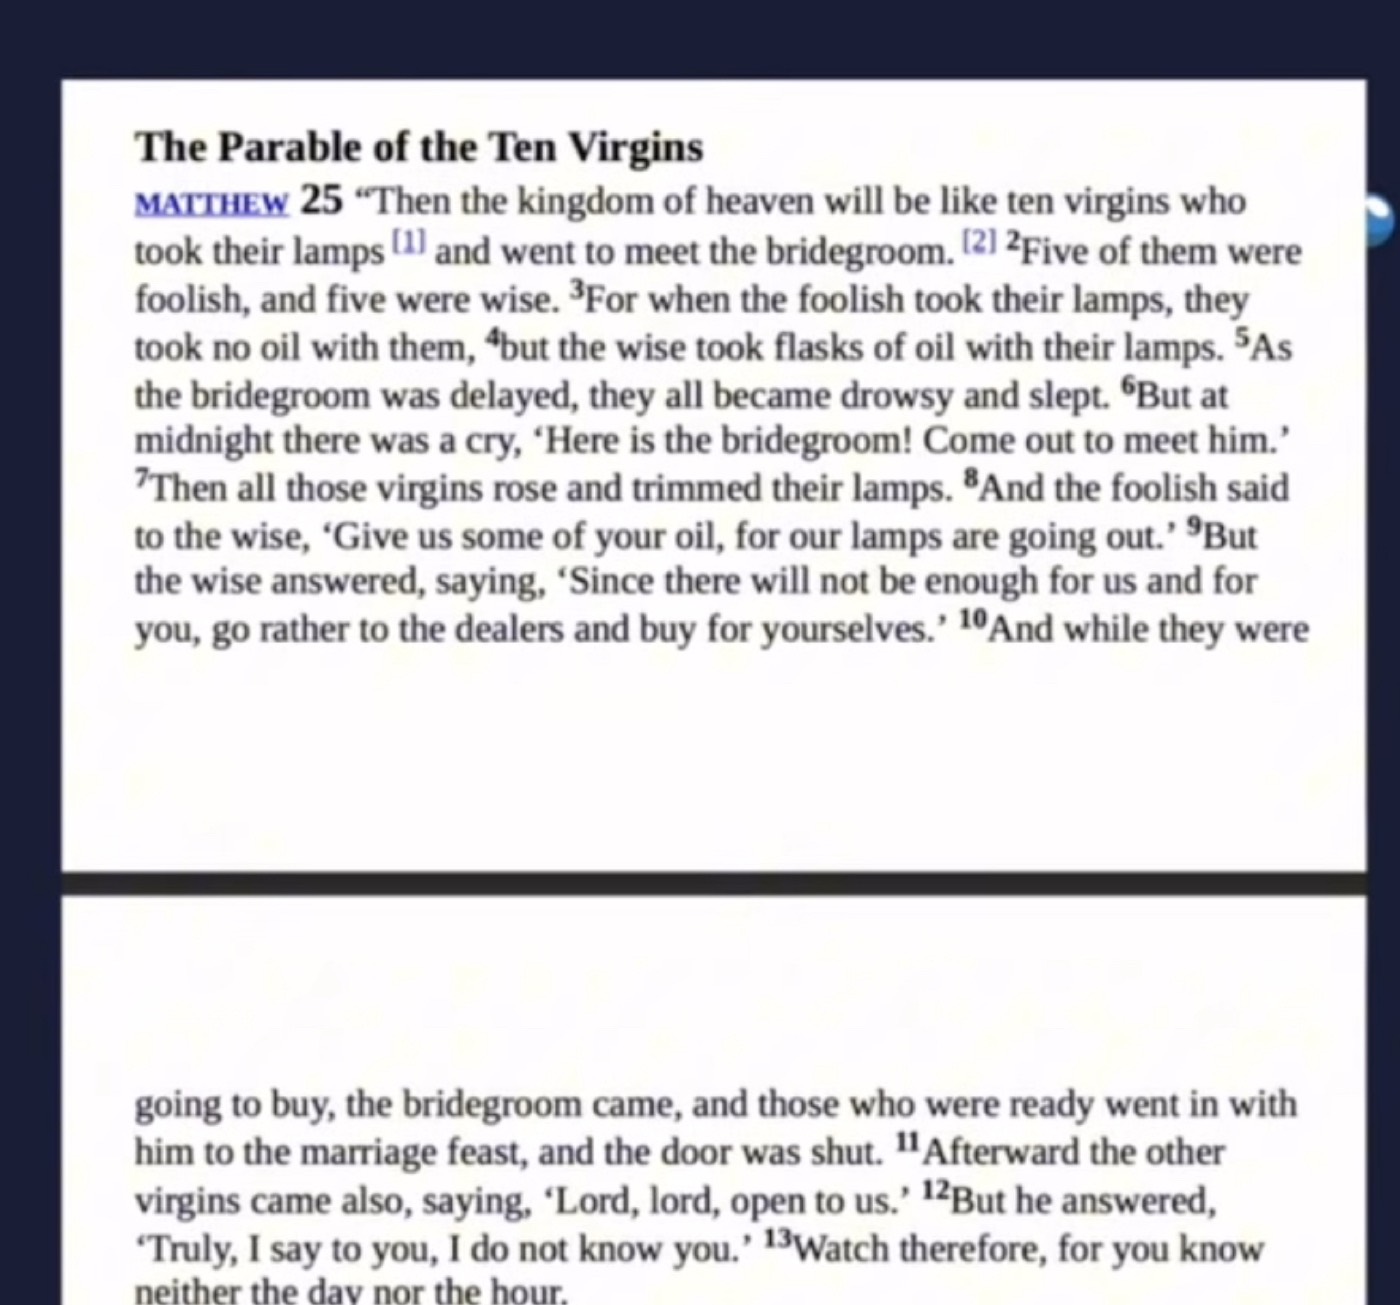 The Parable of the Ten Virgins
MATTHEW 25 “Then the kingdom of heaven will be like ten virgins who
took their lamps [1] and went to meet the bridegroom. [2] 2Five of them were
foolish, and five were wise. 3For when the foolish took their lamps, they
took no oil with them, 4but the wise took flasks of oil with their lamps. 5As
the bridegroom was delayed, they all became drowsy and slept. 6But at
midnight there was a cry, ‘Here is the bridegroom! Come out to meet him.’
7Then all those virgins rose and trimmed their lamps. 8And the foolish said
to the wise, ‘Give us some of your oil, for our lamps are going out.’ 9But
the wise answered, saying, ‘Since there will not be enough for us and for
you, go rather to the dealers and buy for yourselves.’ 10And while they were
going to buy, the bridegroom came, and those who were ready went in with
him to the marriage feast, and the door was shut. 11Afterward the other
virgins came also, saying, ‘Lord, lord, open to us.’ 12But he answered,
‘Truly, I say to you, I do not know you.’ 13Watch therefore, for you know
neither the day nor the hour.